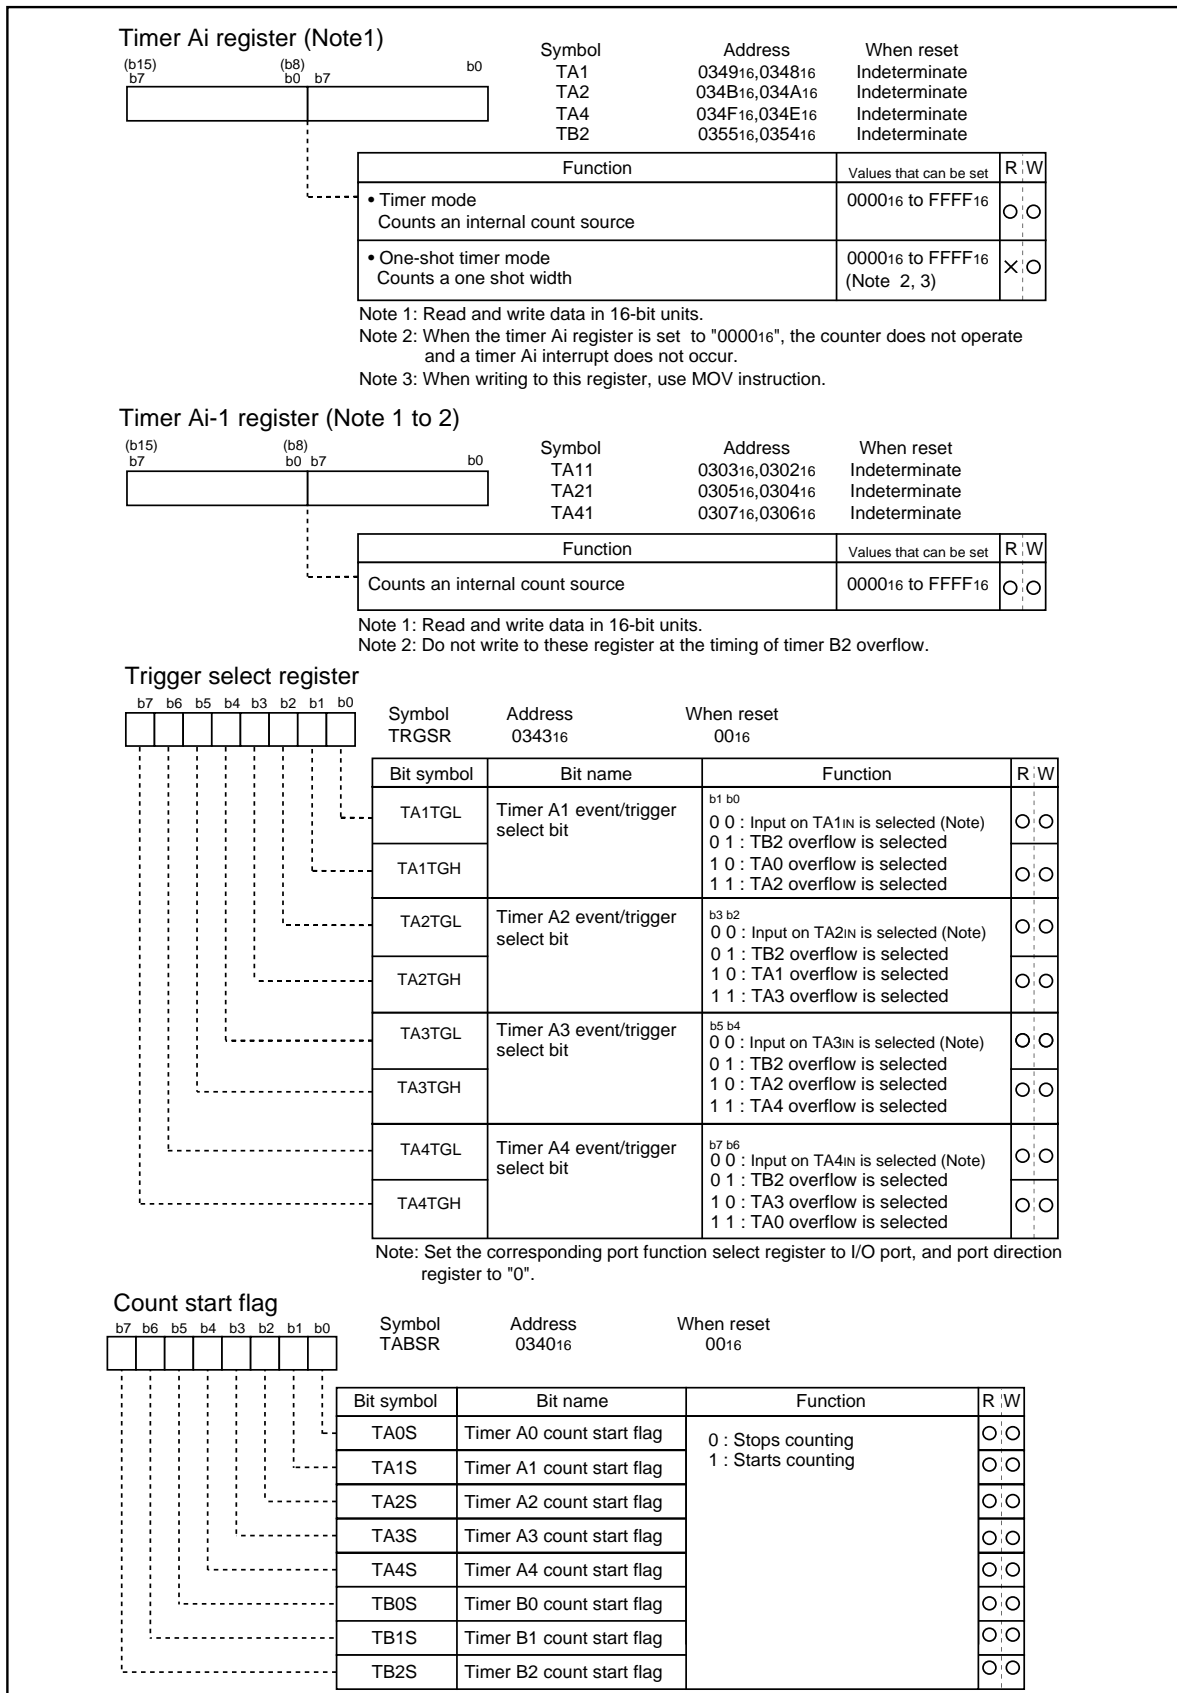 Timer Ai register (Note1)
(b15) (b8)
b7 b0 b7 b0
Symbol Address When reset
TA1 034916,034816 Indeterminate
TA2 034B16,034A16 Indeterminate
TA4 034F16,034E16 Indeterminate
TB2 035516,035416 Indeterminate
Function Values that can be set R W
• Timer mode 000016 to FFFF16
Counts an internal count source
• One-shot timer mode 000016 to FFFF16
Counts a one shot width (Note 2, 3)
Note 1: Read and write data in 16-bit units.
Note 2: When the timer Ai register is set to "000016", the counter does not operate
and a timer Ai interrupt does not occur.
Note 3: When writing to this register, use MOV instruction.
Timer Ai-1 register (Note 1 to 2)
(b15) (b8)
b7 b0 b7 b0
Symbol Address When reset
TA11 030316,030216 Indeterminate
TA21 030516,030416 Indeterminate
TA41 030716,030616 Indeterminate
Function Values that can be set R W
Counts an internal count source 000016 to FFFF16
Note 1: Read and write data in 16-bit units.
Note 2: Do not write to these register at the timing of timer B2 overflow.
Trigger select register
b7 b6 b5 b4 b3 b2 b1 b0
Symbol Address When reset
TRGSR 034316 0016
Bit symbol Bit name Function R W
TA1TGL Timer A1 event/trigger select bit
b1 b0
0 0 : Input on TA1IN is selected (Note)
0 1 : TB2 overflow is selected
TA1TGH 1 0 : TA0 overflow is selected
1 1 : TA2 overflow is selected
TA2TGL Timer A2 event/trigger select bit
b3 b2
0 0 : Input on TA2IN is selected (Note)
0 1 : TB2 overflow is selected
TA2TGH 1 0 : TA1 overflow is selected
1 1 : TA3 overflow is selected
TA3TGL Timer A3 event/trigger select bit
b5 b4
0 0 : Input on TA3IN is selected (Note)
0 1 : TB2 overflow is selected
TA3TGH 1 0 : TA2 overflow is selected
1 1 : TA4 overflow is selected
TA4TGL Timer A4 event/trigger select bit
b7 b6
0 0 : Input on TA4IN is selected (Note)
0 1 : TB2 overflow is selected
TA4TGH 1 0 : TA3 overflow is selected
1 1 : TA0 overflow is selected
Note: Set the corresponding port function select register to I/O port, and port direction
register to "0".
Count start flag
b7 b6 b5 b4 b3 b2 b1 b0
Symbol Address When reset
TABSR 034016 0016
Bit symbol Bit name Function R W
TA0S Timer A0 count start flag 0 : Stops counting
TA1S Timer A1 count start flag 1 : Starts counting
TA2S Timer A2 count start flag
TA3S Timer A3 count start flag
TA4S Timer A4 count start flag
TB0S Timer B0 count start flag
TB1S Timer B1 count start flag
TB2S Timer B2 count start flag